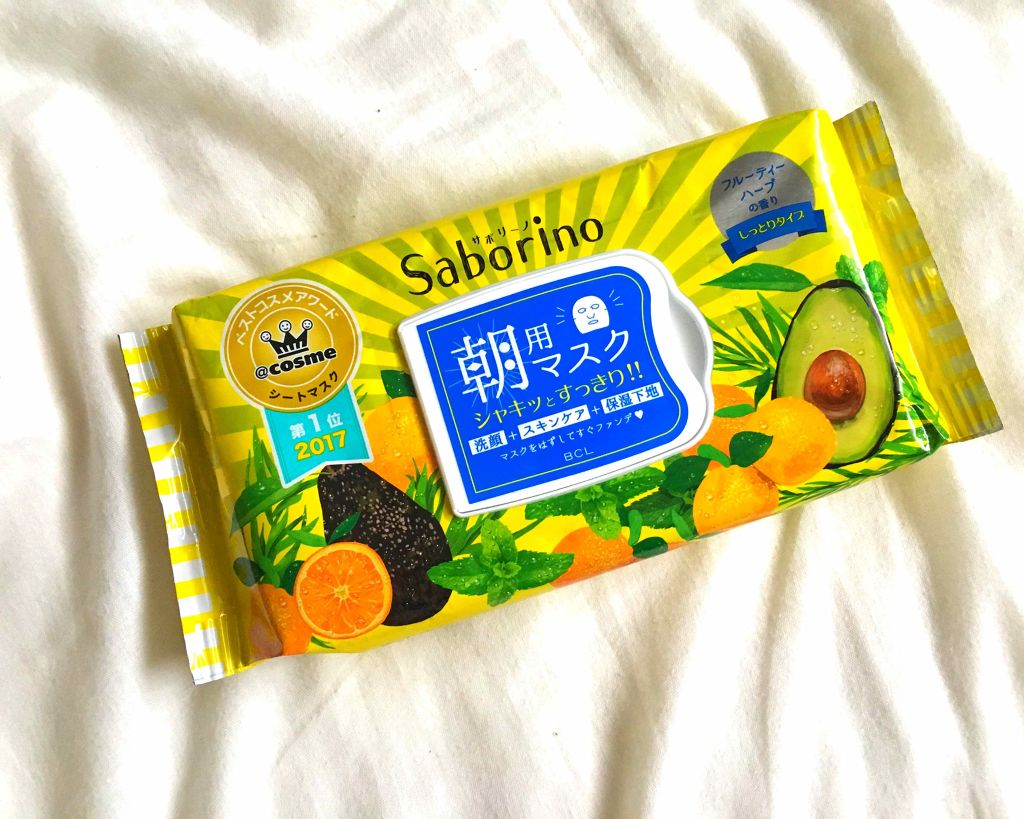 サボリーノ
Saborino
フルーティー
ハーブ
の香り
しっとりタイプ
ベストコスメアワード
@cosme
シートマスク
第1位
2017
朝用マスク
シャキッとすっきり!!
洗顔+スキンケア+保湿下地
マスクをはずしてすぐファンデ♥
BCL